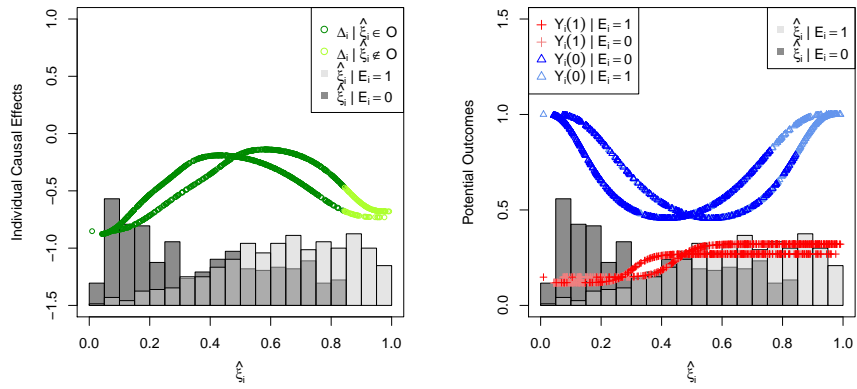 Δi | ξ̂i ∈ O
Δi | ξ̂i ∉ O
ξ̂i | Ei = 1
ξ̂i | Ei = 0
Individual Causal Effects
1.0
0.5
0.0
−0.5
−1.0
−1.5
0.0 0.2 0.4 0.6 0.8 1.0
ξ̂i
Yi(1) | Ei = 1
Yi(1) | Ei = 0
Yi(0) | Ei = 0
Yi(0) | Ei = 1
ξ̂i | Ei = 1
ξ̂i | Ei = 0
Potential Outcomes
1.5
1.0
0.5
0.0
0.0 0.2 0.4 0.6 0.8 1.0
ξ̂i